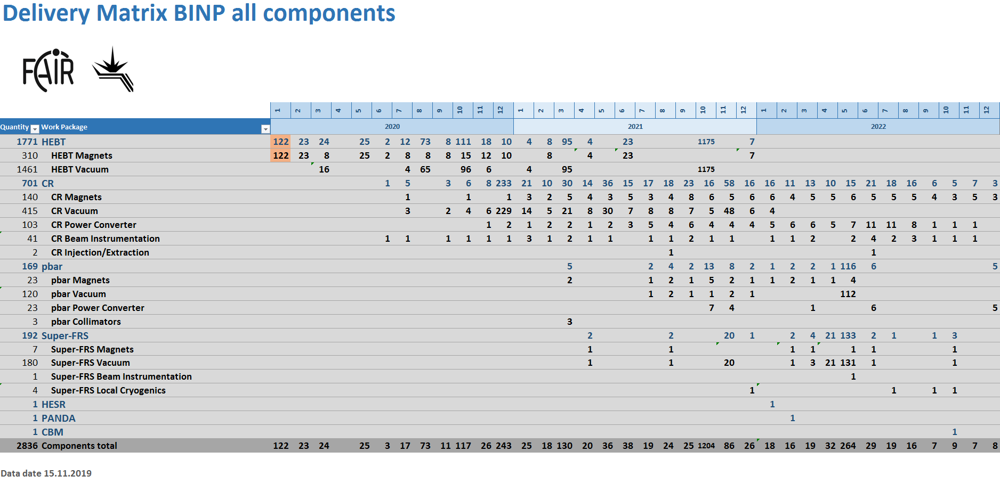 Delivery Matrix BINP all components
FAIR
1 2 3 4 5 6 7 8 9 10 11 12 1 2 3 4 5 6 7 8 9 10 11 12 1 2 3 4 5 6 7 8 9 10 11 12
Quantity Work Package 2020 2021 2022
1771 HEBT 122 23 24 25 2 12 73 8 111 18 10 4 8 95 4 23 1175 7
310 HEBT Magnets 122 23 8 25 2 8 8 8 15 12 10 8 4 23 7
1461 HEBT Vacuum 16 4 65 96 6 4 95 1175
701 CR 1 5 3 6 8 233 21 10 30 14 36 15 17 18 23 16 58 16 16 11 13 10 15 21 18 16 6 5 7 3
140 CR Magnets 1 1 1 3 2 5 4 3 5 3 4 8 6 5 6 6 4 5 5 6 5 5 5 4 3 5 3
415 CR Vacuum 3 2 4 6 229 14 5 21 8 30 7 8 8 7 5 48 6 4
103 CR Power Converter 1 2 1 2 2 1 2 3 5 4 6 4 4 4 5 6 6 5 7 11 11 8 1 1 1
41 CR Beam Instrumentation 1 1 1 1 1 1 3 1 2 1 1 1 1 2 1 1 1 1 2 2 4 2 3 1 1 1
2 CR Injection/Extraction 1 1
169 pbar 5 2 4 2 13 8 2 1 2 2 1 116 6 5
23 pbar Magnets 2 1 2 1 5 2 1 1 2 1 1 4
120 pbar Vacuum 1 2 1 1 2 1 112
23 pbar Power Converter 7 4 1 6 5
3 pbar Collimators 3
192 Super-FRS 2 2 20 1 2 4 21 133 2 1 1 3
7 Super-FRS Magnets 1 1 1 1 1 1 1
180 Super-FRS Vacuum 1 1 20 1 3 21 131 1 1
1 Super-FRS Beam Instrumentation 1
4 Super-FRS Local Cryogenics 1 1 1 1
1 HESR 1
1 PANDA 1
1 CBM 1
2836 Components total 122 23 24 25 3 17 73 11 117 26 243 25 18 130 20 36 38 19 24 25 1204 86 26 18 16 19 32 264 29 19 16 7 9 7 8
Data date 15.11.2019